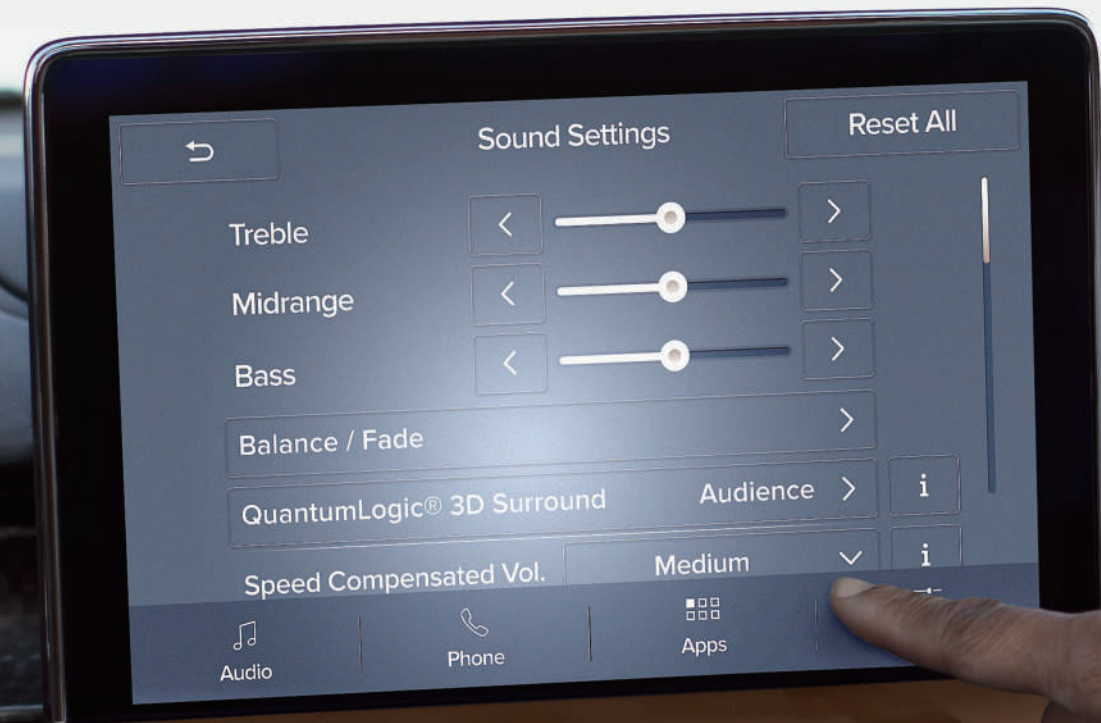 Sound Settings
Reset All
Treble
Midrange
Bass
Balance / Fade
QuantumLogic® 3D Surround Audience
i
Speed Compensated Vol. Medium
i
Audio
Phone
Apps